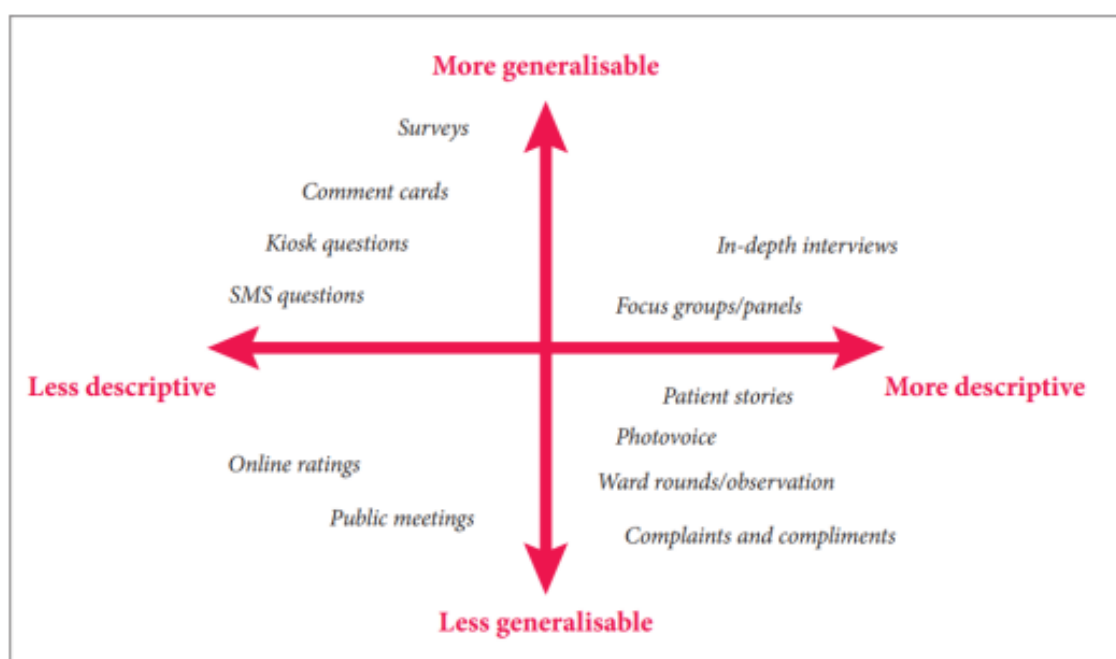 More generalisable
Surveys
Comment cards
Kiosk questions
In-depth interviews
SMS questions
Focus groups/panels
Less descriptive
More descriptive
Patient stories
Photovoice
Online ratings
Ward rounds/observation
Public meetings
Complaints and compliments
Less generalisable